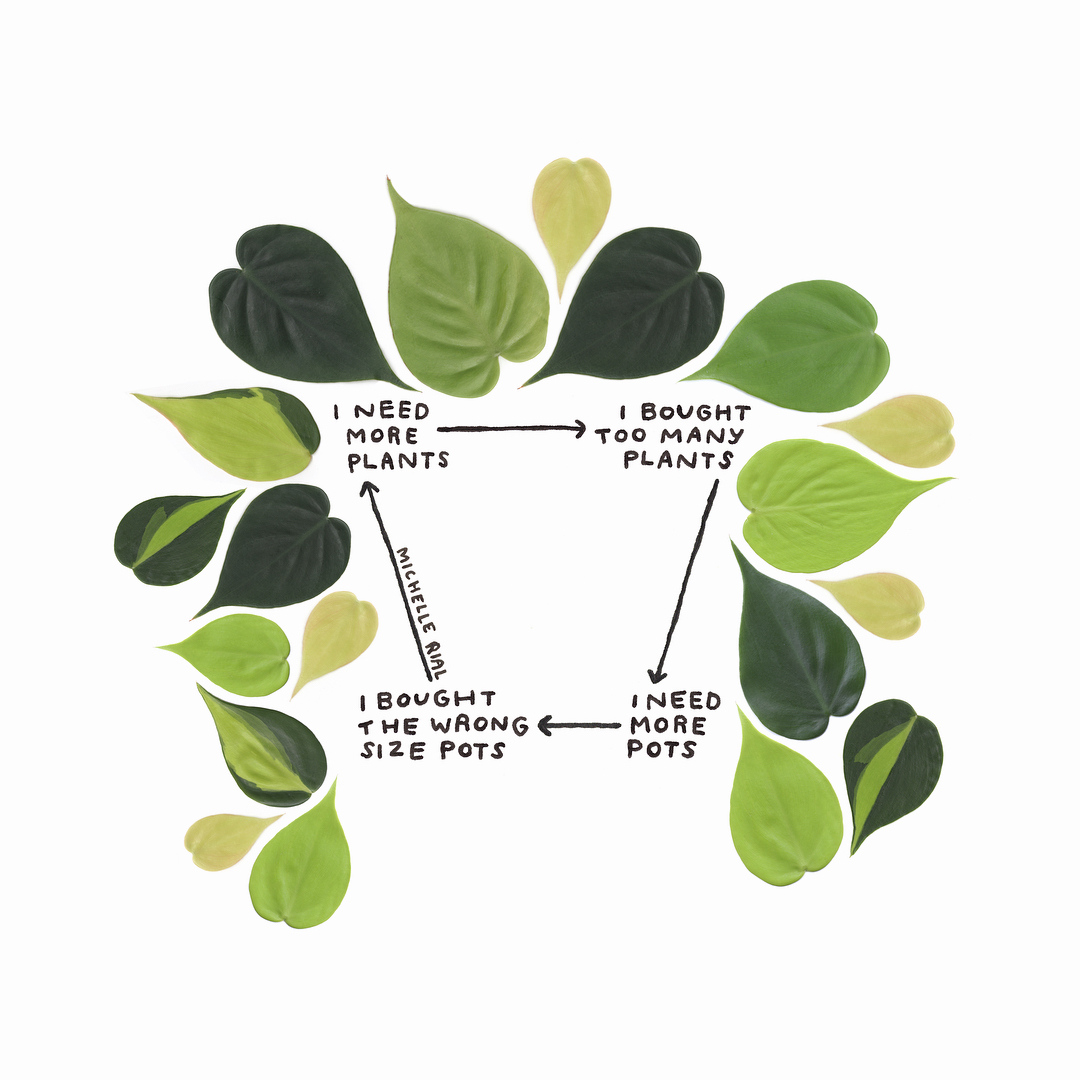 I NEED
MORE
PLANTS
I BOUGHT
TOO MANY
PLANTS
I NEED
MORE
POTS
I BOUGHT
THE WRONG
SIZE POTS
MICHELLE RIAL